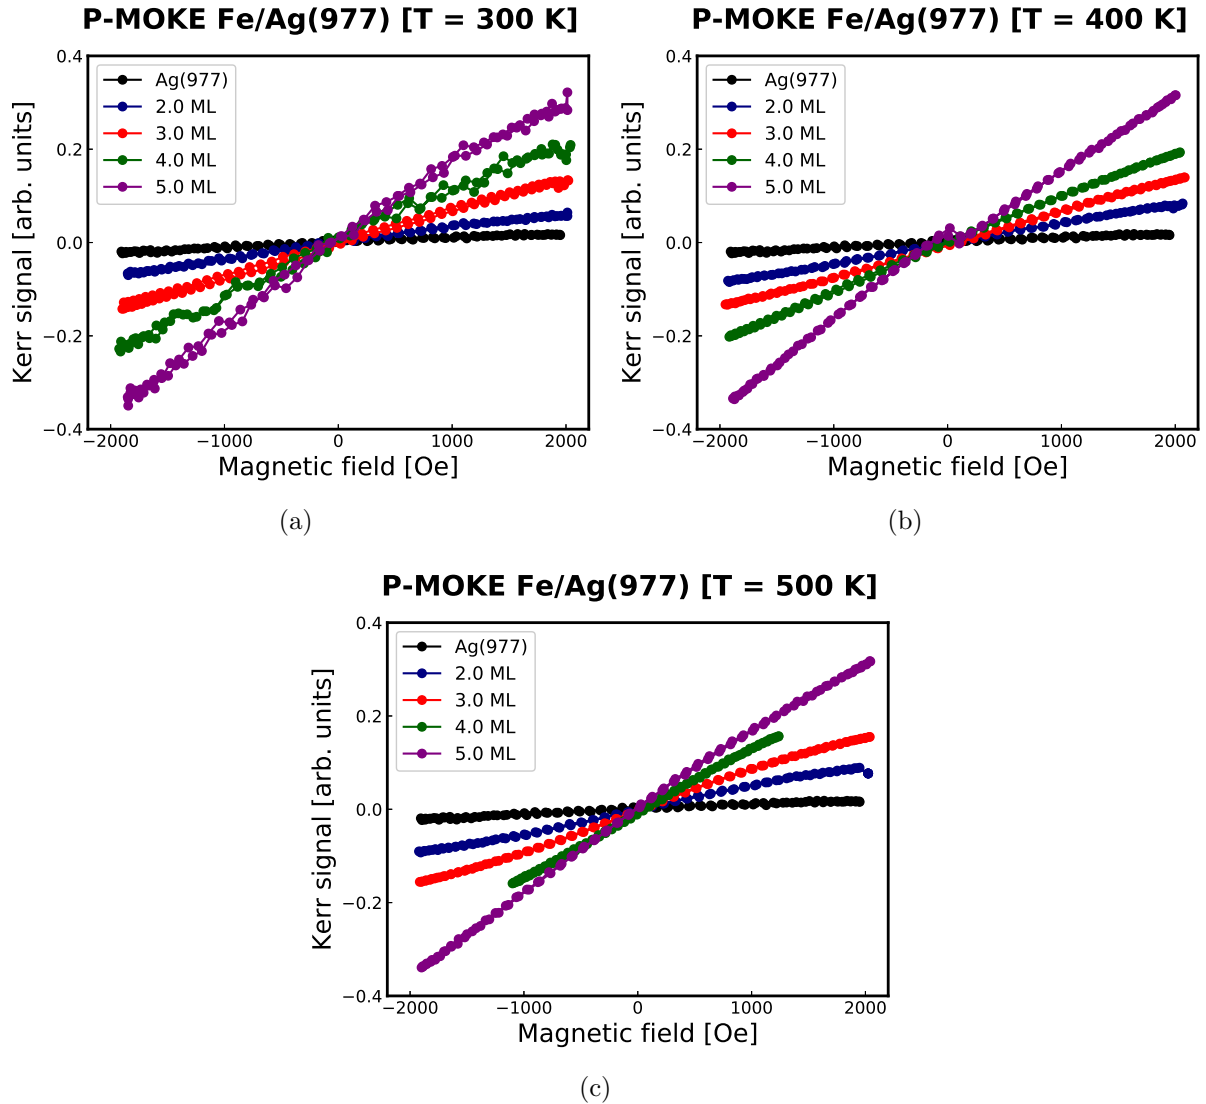 P-MOKE Fe/Ag(977) [T = 300 K]
Kerr signal [arb. units]
0.4
0.2
0.0
−0.2
−0.4
Ag(977)
2.0 ML
3.0 ML
4.0 ML
5.0 ML
−2000 −1000 0 1000 2000
Magnetic field [Oe]
(a)
P-MOKE Fe/Ag(977) [T = 400 K]
Kerr signal [arb. units]
0.4
0.2
0.0
−0.2
−0.4
Ag(977)
2.0 ML
3.0 ML
4.0 ML
5.0 ML
−2000 −1000 0 1000 2000
Magnetic field [Oe]
(b)
P-MOKE Fe/Ag(977) [T = 500 K]
Kerr signal [arb. units]
0.4
0.2
0.0
−0.2
−0.4
Ag(977)
2.0 ML
3.0 ML
4.0 ML
5.0 ML
−2000 −1000 0 1000 2000
Magnetic field [Oe]
(c)